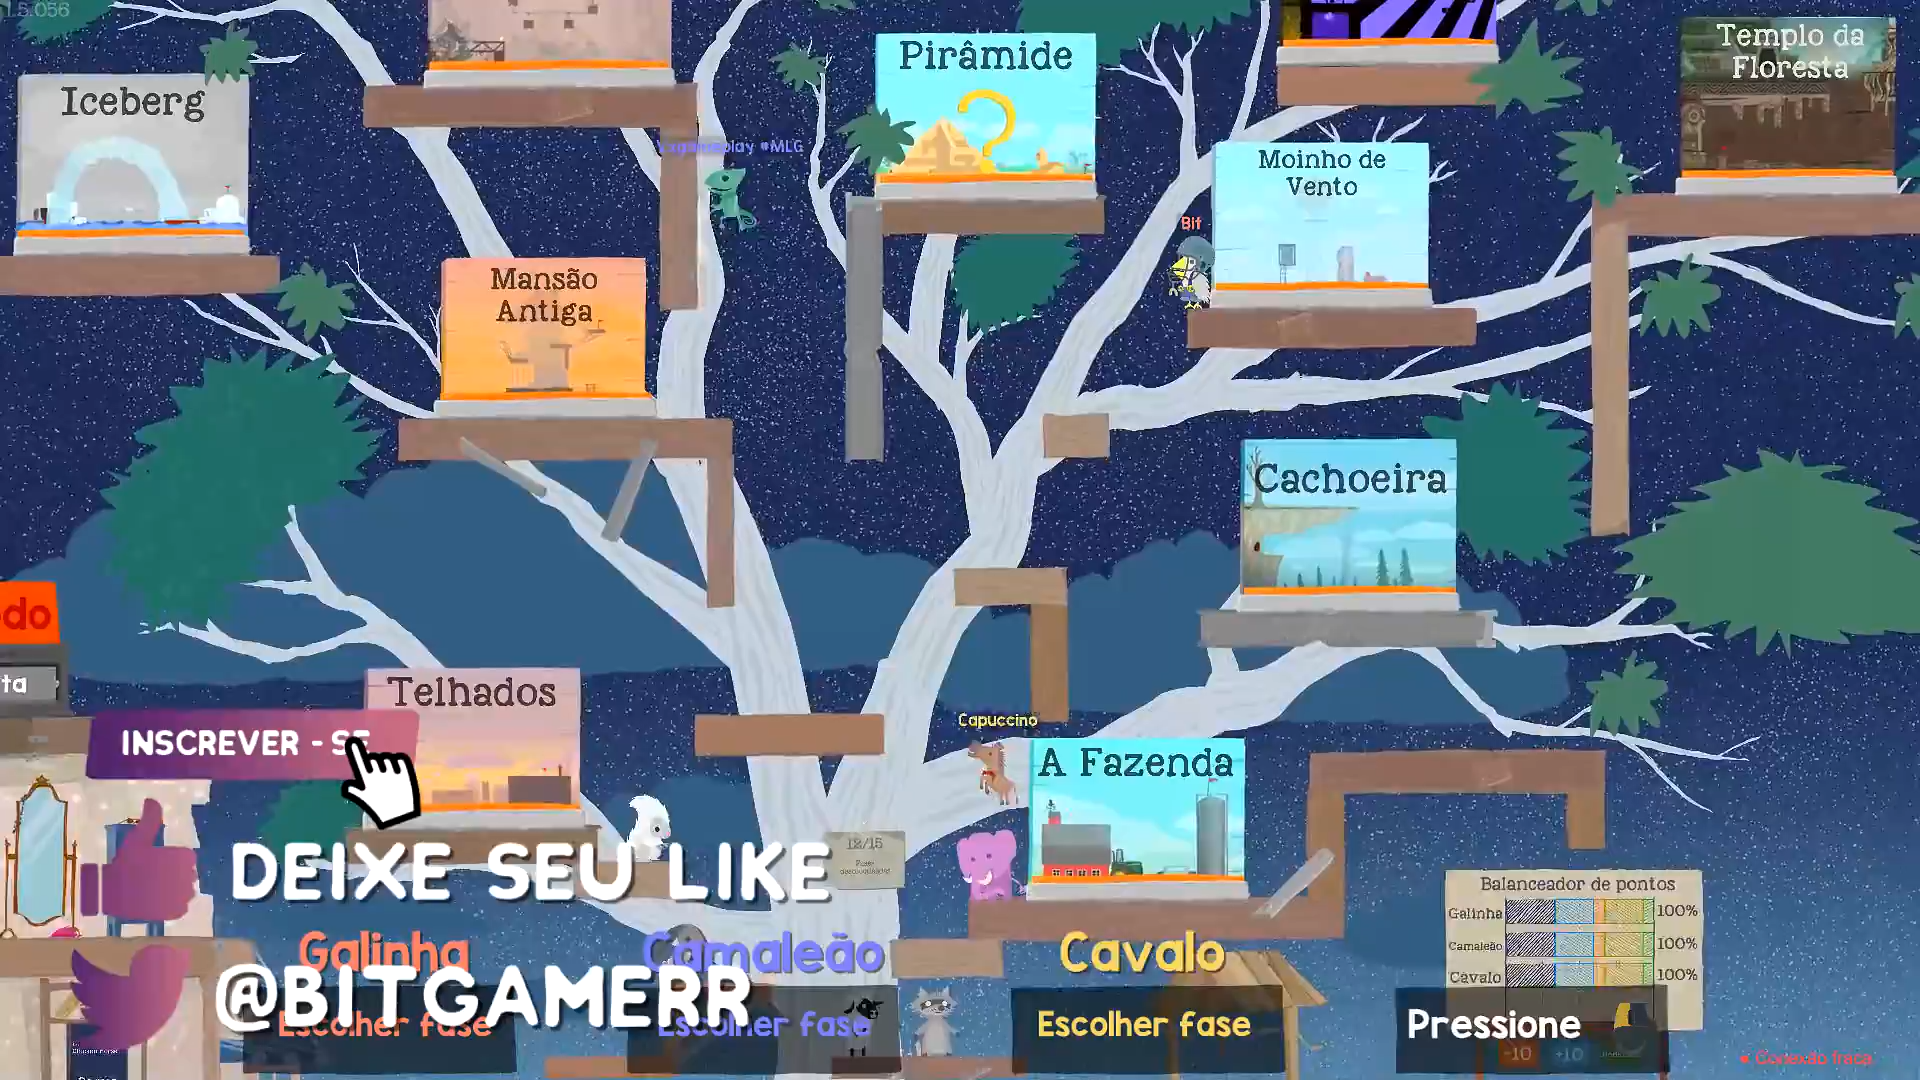 1.5.056
Iceberg
Pirâmide
Templo da
Floresta
Moinho de
Vento
Bit
Mansão
Antiga
Cachoeira
do
ta
Telhados
INSCREVER - SE
Capuccino
A Fazenda
12/15
DEIXE SEU LIKE
Balanceador de pontos
Galinha 100%
Camaleão 100%
Cavalo 100%
Galinha
Camaleão
Cavalo
@BITGAMERR
Escolher fase
Escolher fase
Escolher fase
Pressione
-10 +10
Conexão fraca